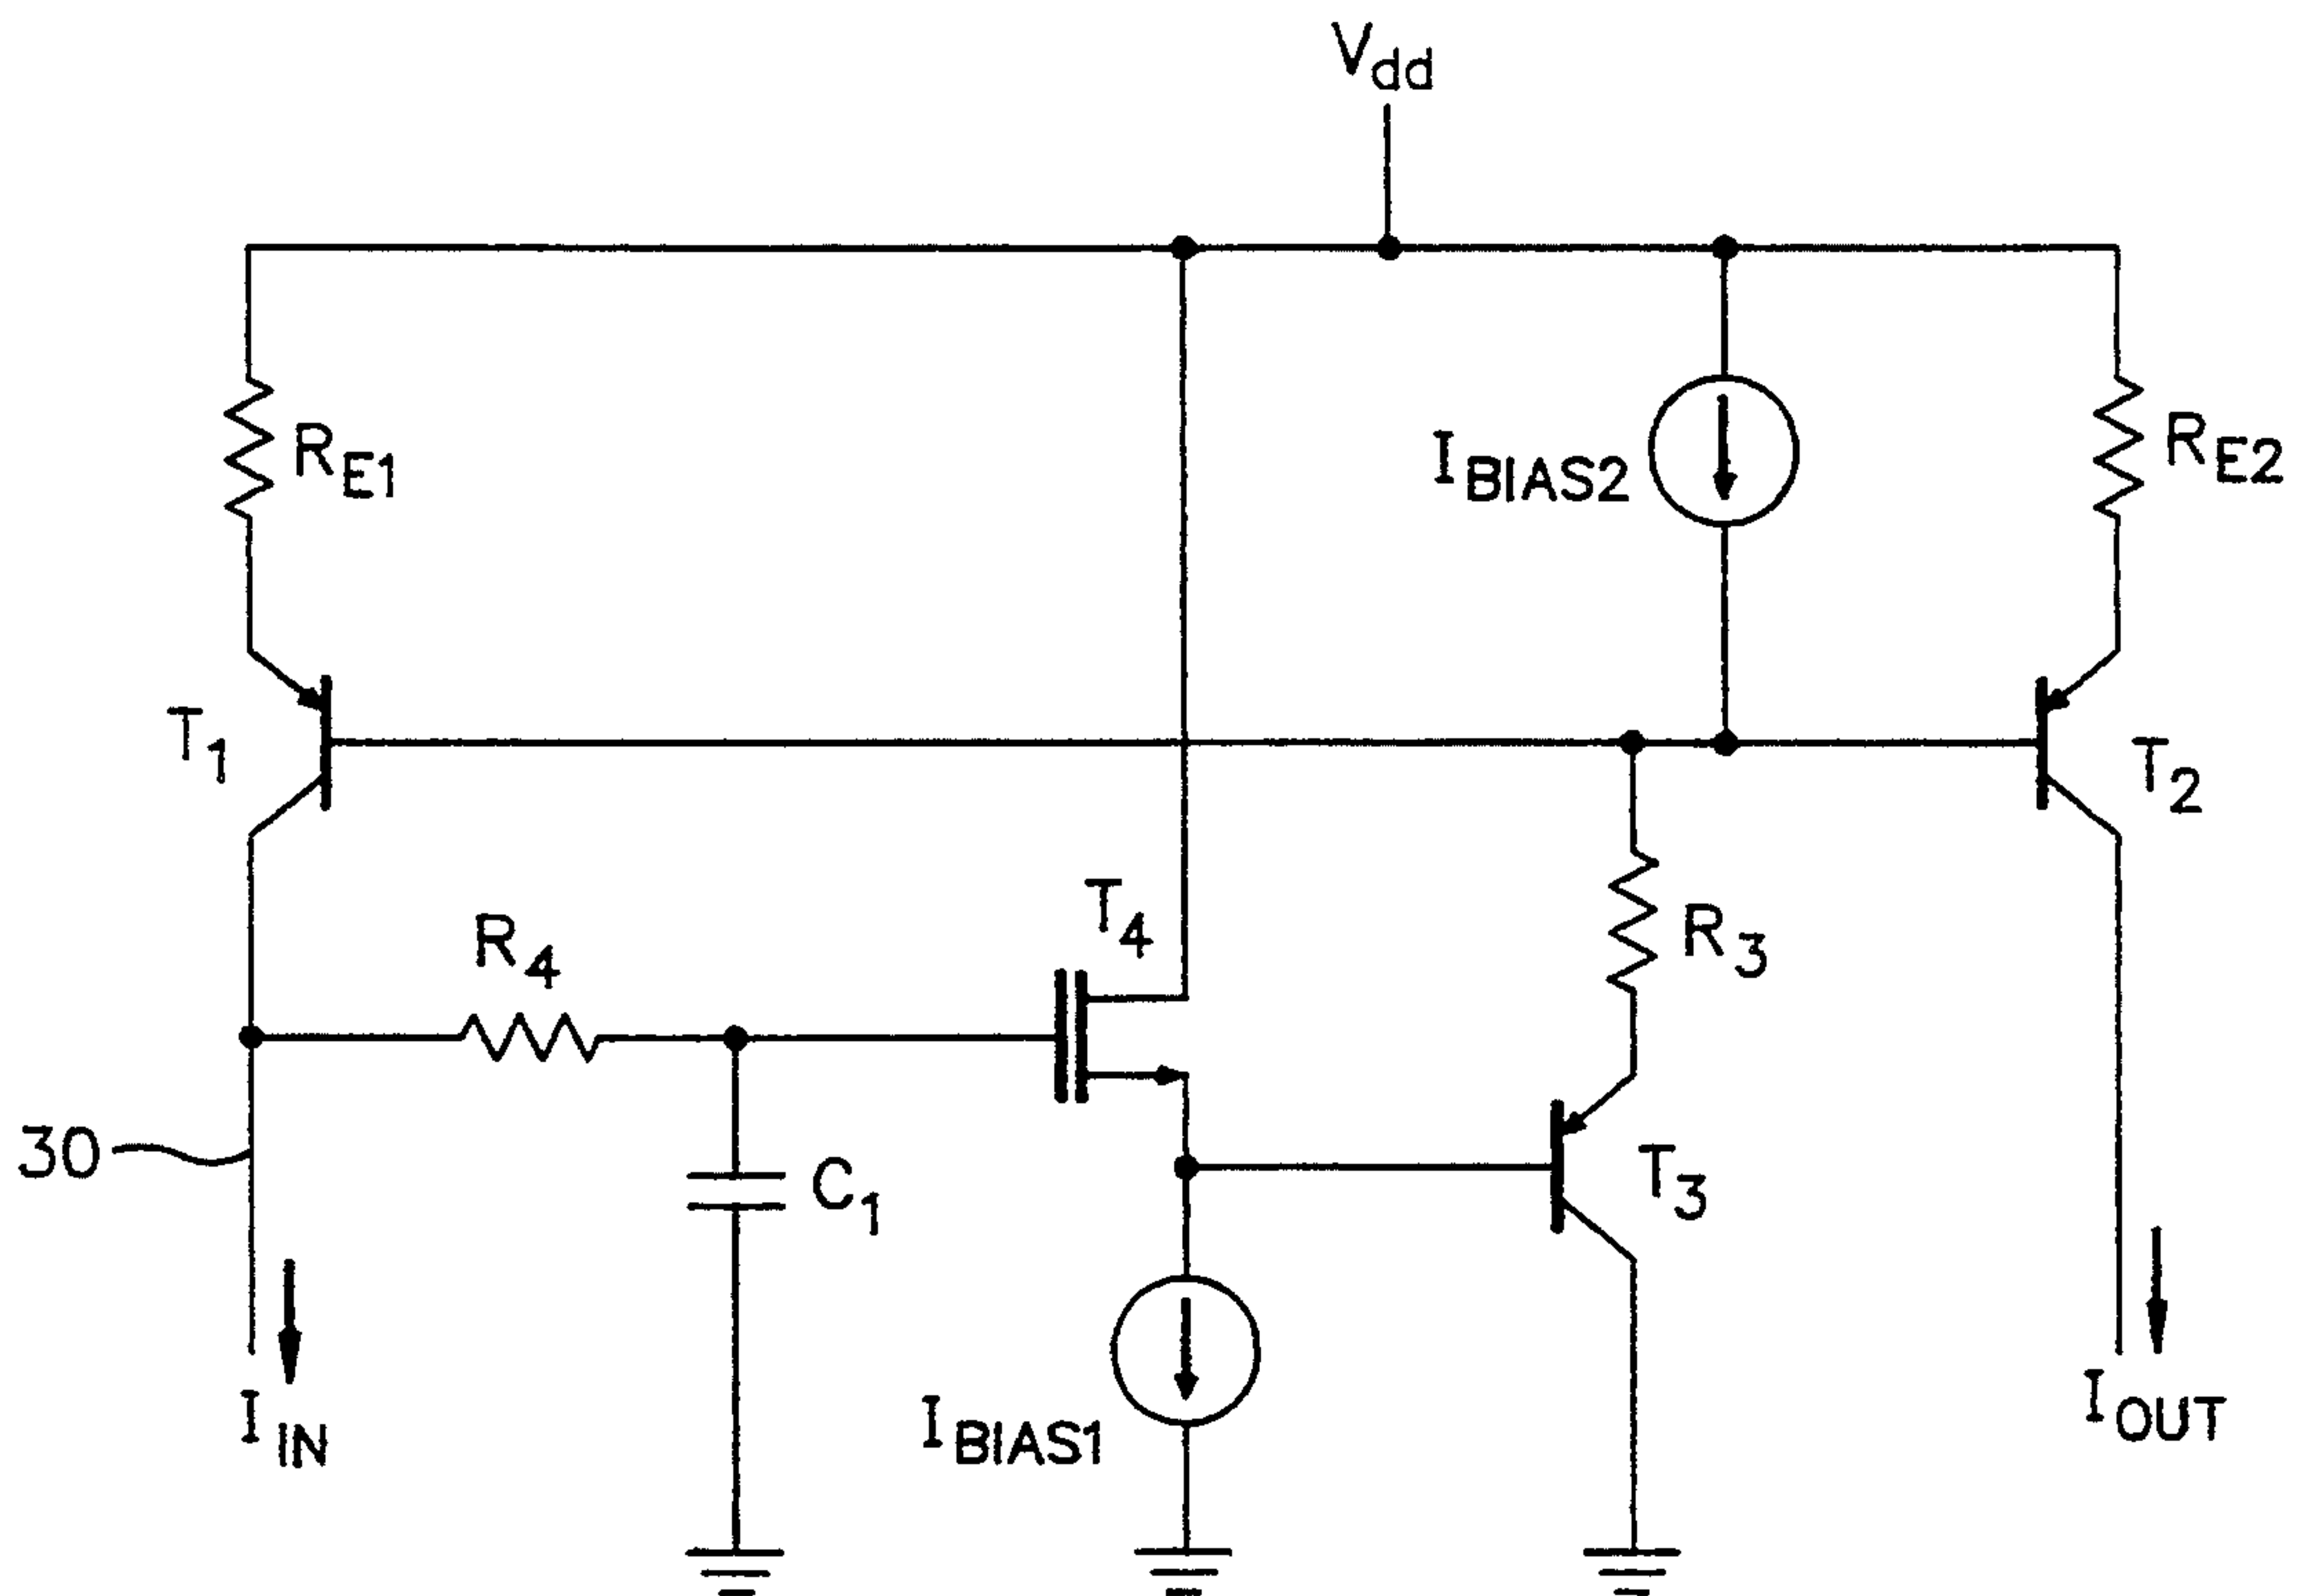 Vdd
RE1
IBIAS2
RE2
T1
T2
T4
R4
R3
30
C1
T3
IIN
IBIAS1
IOUT